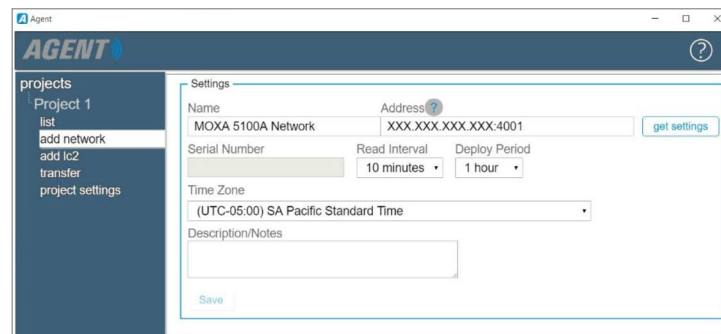 Agent
AGENT
?
projects
Project 1
list
add network
add lc2
transfer
project settings
Settings
Name Address ?
MOXA 5100A Network XXX.XXX.XXX.XXX:4001 get settings
Serial Number Read Interval Deploy Period
10 minutes 1 hour
Time Zone
(UTC-05:00) SA Pacific Standard Time
Description/Notes
Save